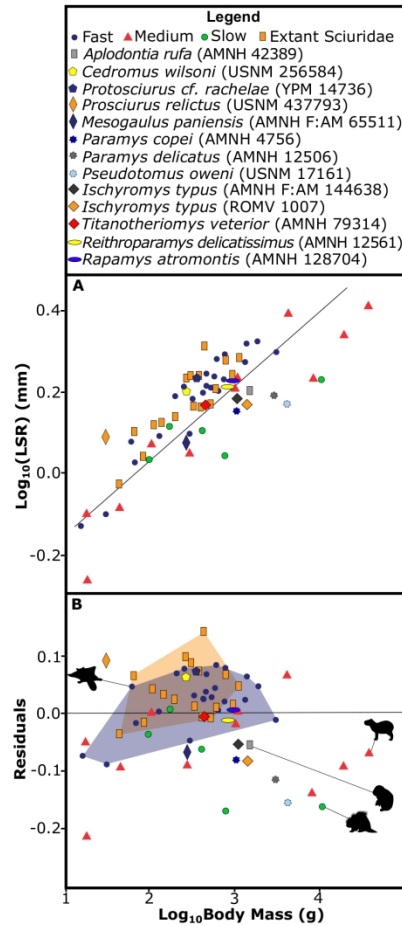 Legend
Fast Medium Slow Extant Sciuridae
Aplodontia rufa (AMNH 42389)
Cedromus wilsoni (USNM 256584)
Protosciurus cf. rachelae (YPM 14736)
Prosciurus relictus (USNM 437793)
Mesogaulus paniensis (AMNH F:AM 65511)
Paramys copei (AMNH 4756)
Paramys delicatus (AMNH 12506)
Pseudotomus oweni (USNM 17161)
Ischyromys typus (AMNH F:AM 144638)
Ischyromys typus (ROMV 1007)
Titanotheriomys veterior (AMNH 79314)
Reithroparamys delicatissimus (AMNH 12561)
Rapamys atromontis (AMNH 128704)
A
0.4
0.2
0.0
-0.2
Log10(LSR) (mm)
B
0.1
0.0
-0.1
-0.2
Residuals
1 2 3 4
Log10Body Mass (g)